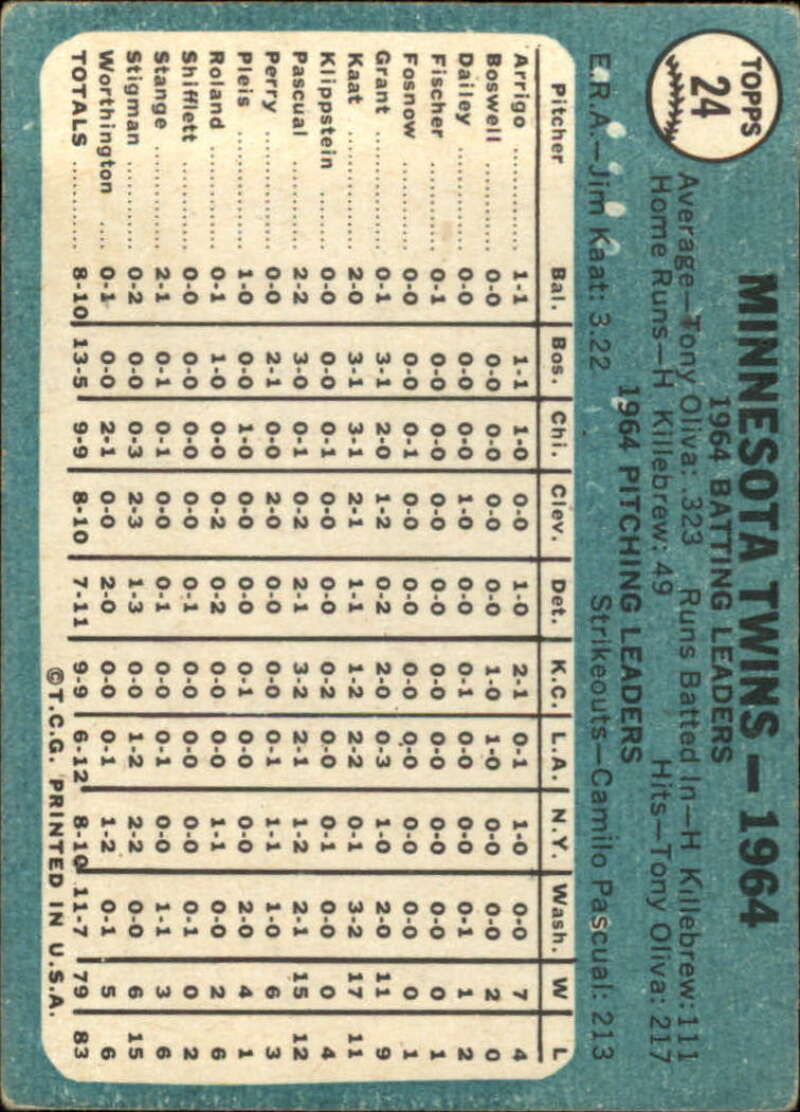 TOPPS
24
MINNESOTA TWINS — 1964
1964 BATTING LEADERS
Average—Tony Oliva: .323 Runs Batted In—H Killebrew: 111
Home Runs—H Killebrew: 49 Hits—Tony Oliva: 217
1964 PITCHING LEADERS
E.R.A.—Jim Kaat: 3.22 Strikeouts—Camilo Pascual: 213
Pitcher Bal. Bos. Chi. Clev. Det. K.C. L.A. N.Y. Wash. W L
Arrigo .......... 1-1 1-1 1-0 0-0 1-0 2-1 0-1 1-0 0-0 7 4
Boswell .......... 0-0 0-0 0-0 0-0 0-0 1-0 1-0 0-0 0-0 2 0
Dailey .......... 0-0 0-0 0-0 1-0 0-0 0-1 0-0 0-0 0-1 1 2
Fischer .......... 0-1 0-0 0-0 0-0 0-0 0-0 0-0 0-0 0-0 0 1
Fosnow .......... 0-0 0-0 0-1 0-0 0-0 0-0 0-0 0-0 0-0 0 1
Grant .......... 0-1 3-1 2-0 1-2 0-2 2-0 0-3 1-0 2-0 11 9
Kaat .......... 2-0 3-1 3-1 2-1 1-1 1-2 2-2 0-1 3-2 17 11
Klippstein ...... 0-0 0-0 0-1 0-0 0-0 0-2 0-0 0-1 0-0 0 4
Pascual .......... 2-2 3-0 0-1 0-2 2-1 3-2 2-1 1-2 2-1 15 12
Perry .......... 0-0 2-1 0-0 2-0 0-0 0-0 0-1 1-1 1-0 6 3
Pleis .......... 1-0 0-0 1-0 0-0 0-0 0-1 0-0 0-0 2-0 4 1
Roland .......... 0-1 1-0 0-0 0-2 0-2 0-0 0-0 1-1 0-0 2 6
Shifflett .......... 0-0 0-0 0-0 0-0 0-1 0-0 0-0 0-0 0-1 0 2
Stange .......... 2-1 0-1 0-1 0-0 0-1 0-0 0-1 0-0 1-1 3 6
Stigman .......... 0-2 0-0 0-3 2-3 1-3 0-0 1-2 2-2 0-0 6 15
Worthington .... 0-1 0-0 2-1 0-0 2-0 0-0 0-1 1-2 0-1 5 6
TOTALS .......... 8-10 13-5 9-9 8-10 7-11 9-9 6-12 8-10 11-7 79 83
©T.C.G. PRINTED IN U.S.A.